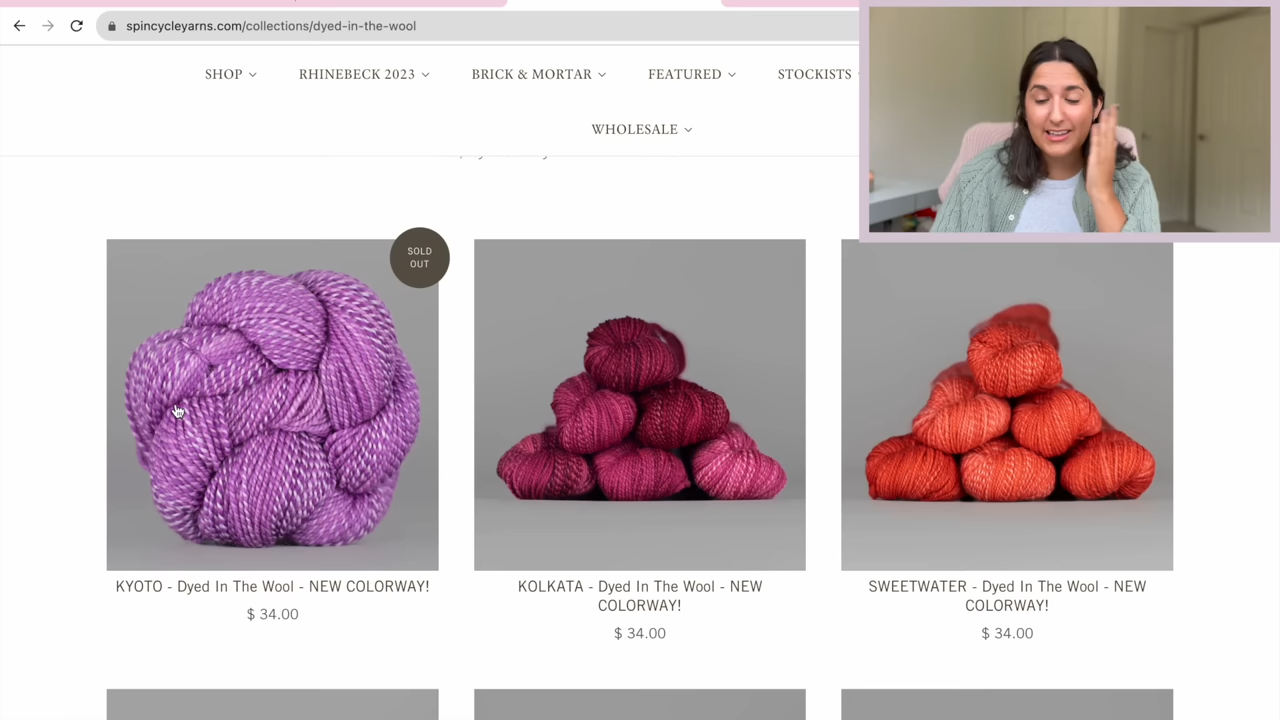 spincycleyarns.com/collections/dyed-in-the-wool
SHOP
RHINEBECK 2023
BRICK & MORTAR
FEATURED
STOCKISTS
WHOLESALE
SOLD
OUT
KYOTO - Dyed In The Wool - NEW COLORWAY!
$ 34.00
KOLKATA - Dyed In The Wool - NEW
COLORWAY!
$ 34.00
SWEETWATER - Dyed In The Wool - NEW
COLORWAY!
$ 34.00